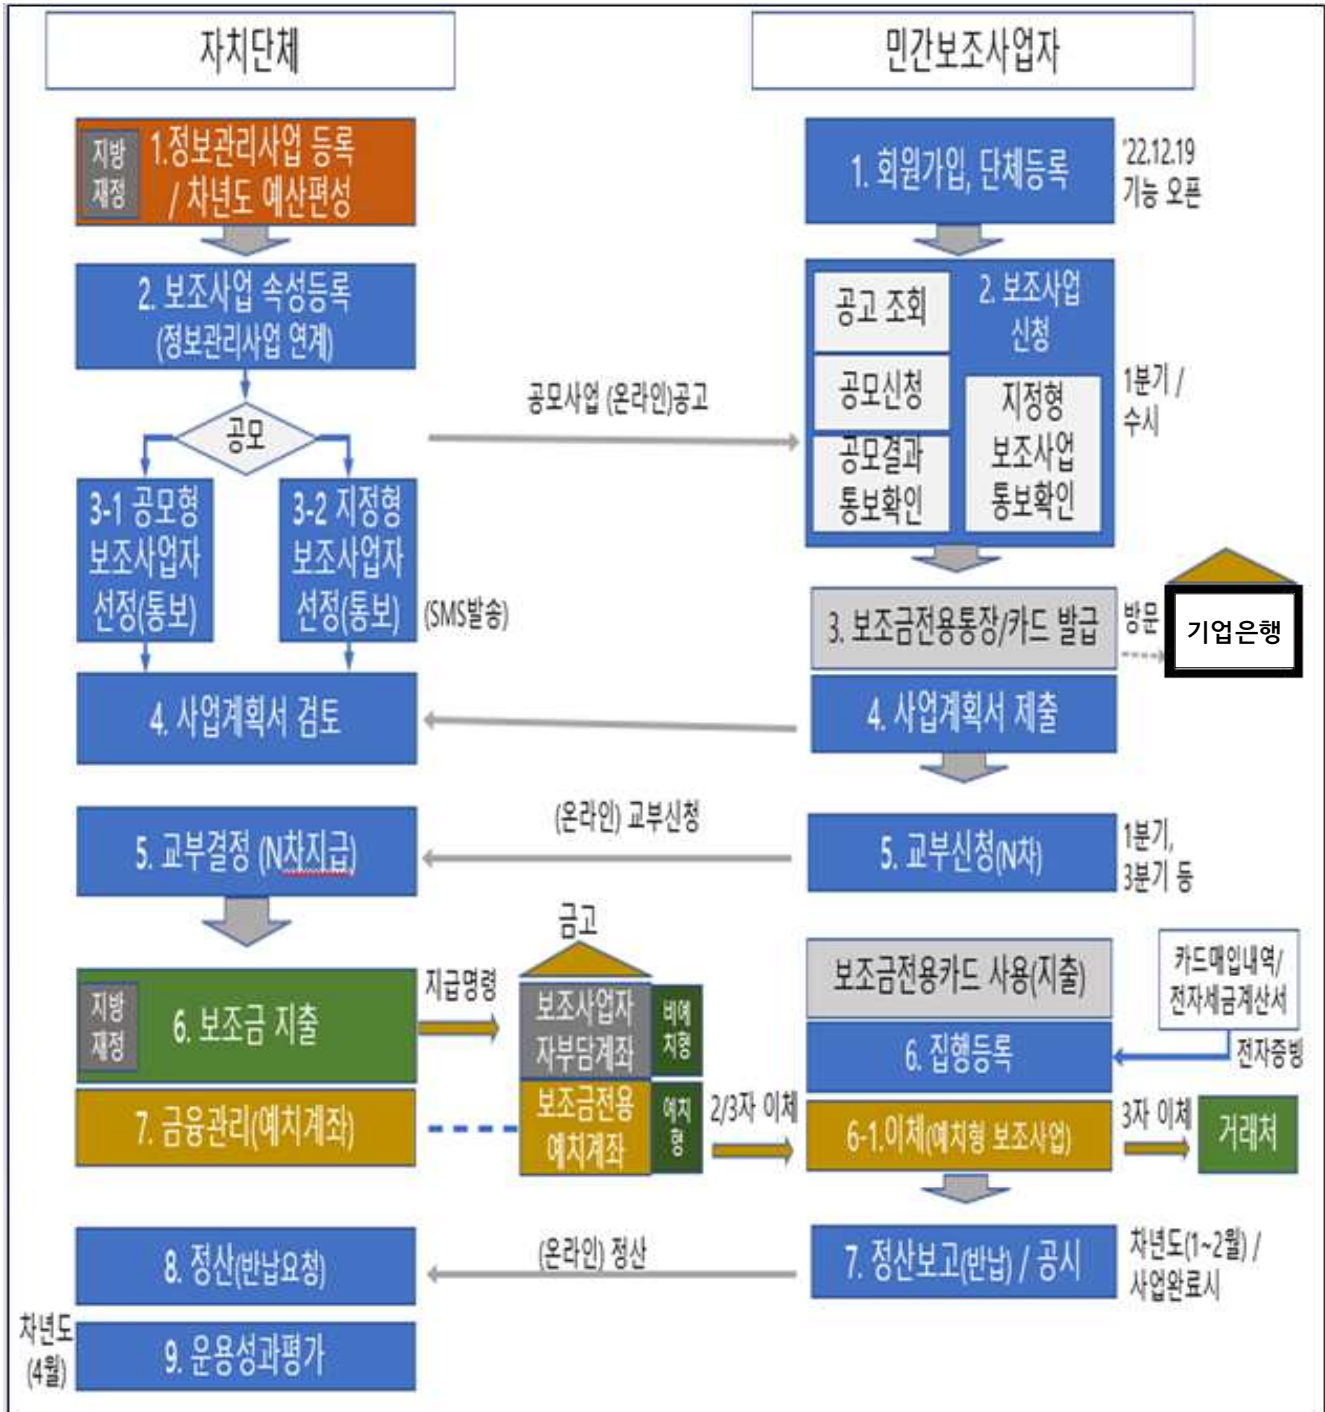 자치단체
민간보조사업자
지방
재정
1.정보관리사업 등록
/ 차년도 예산편성
1. 회원가입, 단체등록
'22.12.19
기능 오픈
2. 보조사업 속성등록
(정보관리사업 연계)
공고 조회
2. 보조사업
신청
공모신청
공모결과
통보확인
지정형
보조사업
통보확인
1분기 /
수시
공모사업 (온라인)공고
공모
3-1 공모형
보조사업자
선정(통보)
3-2 지정형
보조사업자
선정(통보)
(SMS발송)
3. 보조금전용통장/카드 발급
방문
기업은행
4. 사업계획서 검토
4. 사업계획서 제출
(온라인) 교부신청
5. 교부결정 (N차지급)
5. 교부신청(N차)
1분기,
3분기 등
금고
지방
재정
6. 보조금 지출
지급명령
보조사업자
자부담계좌
비예
치형
보조금전용카드 사용(지출)
카드매입내역/
전자세금계산서
6. 집행등록
전자증빙
7. 금융관리(예치계좌)
보조금전용
예치계좌
예치
형
2/3자 이체
6-1.이체(예치형 보조사업)
3자 이체
거래처
8. 정산(반납요청)
(온라인) 정산
7. 정산보고(반납) / 공시
차년도(1~2월) /
사업완료시
차년도
(4월)
9. 운용성과평가